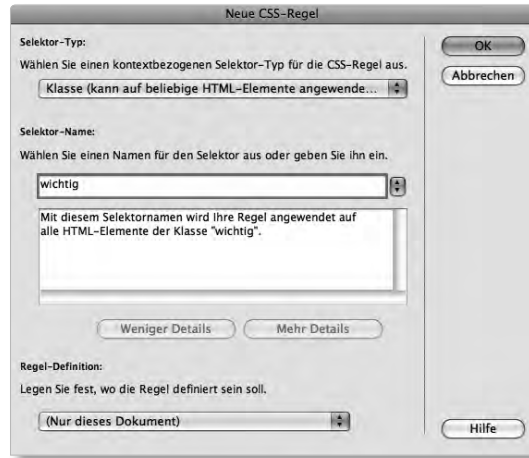 Neue CSS-Regel
Selektor-Typ:
Wählen Sie einen kontextbezogenen Selektor-Typ für die CSS-Regel aus.
Klasse (kann auf beliebige HTML-Elemente angewende...
Selektor-Name:
Wählen Sie einen Namen für den Selektor aus oder geben Sie ihn ein.
wichtig
Mit diesem Selektornamen wird Ihre Regel angewendet auf
alle HTML-Elemente der Klasse "wichtig".
Weniger Details
Mehr Details
Regel-Definition:
Legen Sie fest, wo die Regel definiert sein soll.
(Nur dieses Dokument)
OK
Abbrechen
Hilfe